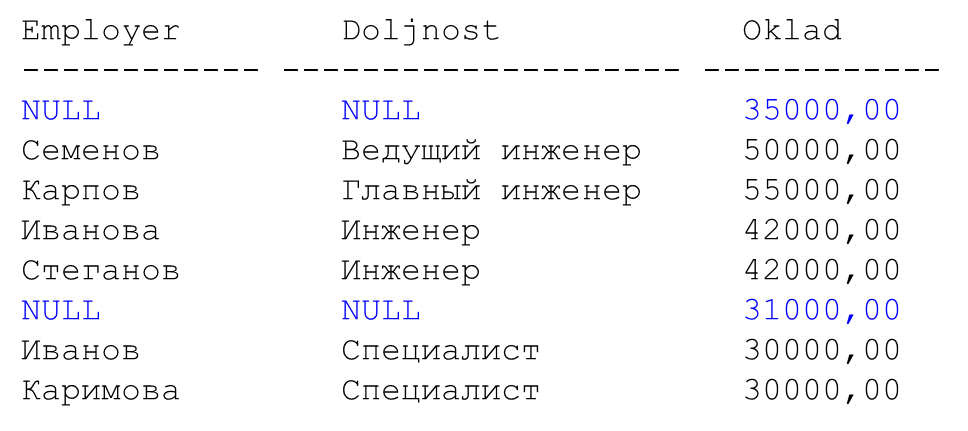 Employer Doljnost Oklad
------------ -------------------- ------------
NULL NULL 35000,00
Семенов Ведущий инженер 50000,00
Карпов Главный инженер 55000,00
Иванова Инженер 42000,00
Стеганов Инженер 42000,00
NULL NULL 31000,00
Иванов Специалист 30000,00
Каримова Специалист 30000,00